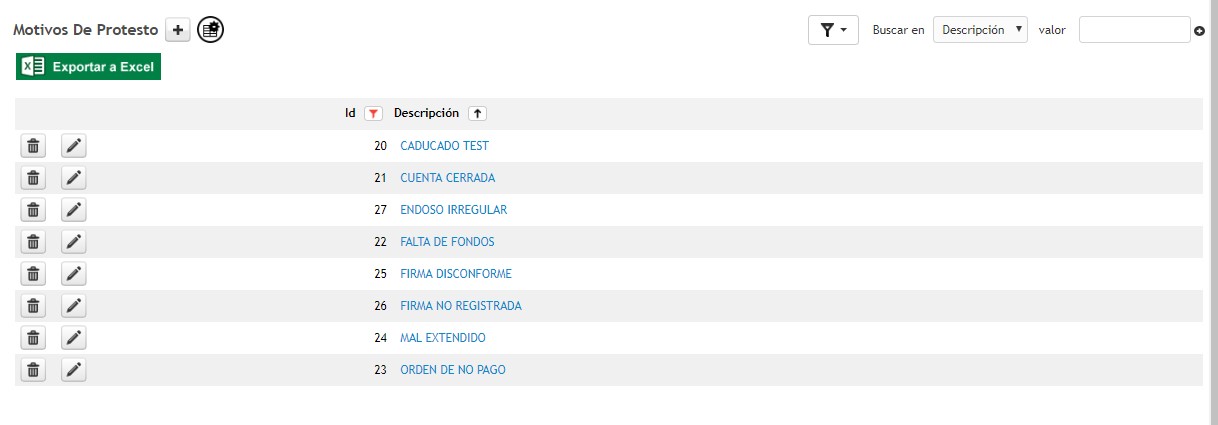 Motivos De Protesto
Buscar en Descripción valor
Exportar a Excel
Id Descripción
20 CADUCADO TEST
21 CUENTA CERRADA
27 ENDOSO IRREGULAR
22 FALTA DE FONDOS
25 FIRMA DISCONFORME
26 FIRMA NO REGISTRADA
24 MAL EXTENDIDO
23 ORDEN DE NO PAGO